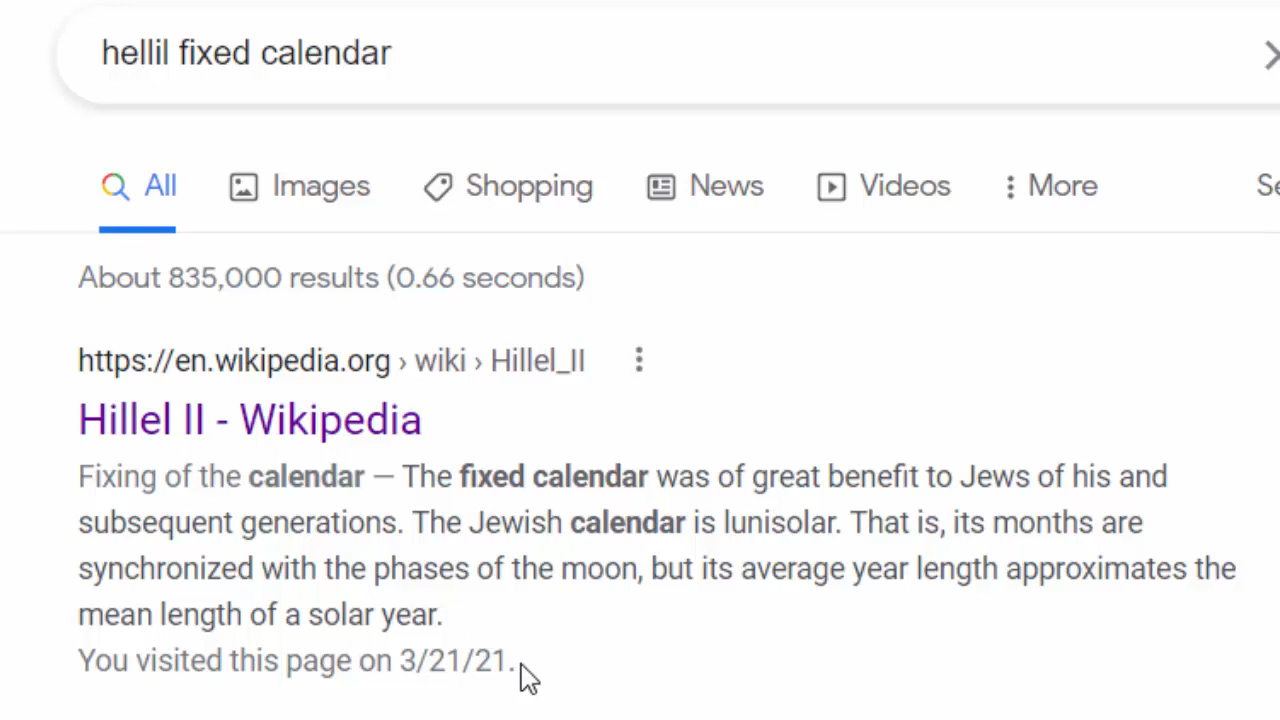 hellil fixed calendar
All Images Shopping News Videos More
About 835,000 results (0.66 seconds)
https://en.wikipedia.org › wiki › Hillel_II
Hillel II - Wikipedia
Fixing of the calendar — The fixed calendar was of great benefit to Jews of his and
subsequent generations. The Jewish calendar is lunisolar. That is, its months are
synchronized with the phases of the moon, but its average year length approximates the
mean length of a solar year.
You visited this page on 3/21/21.